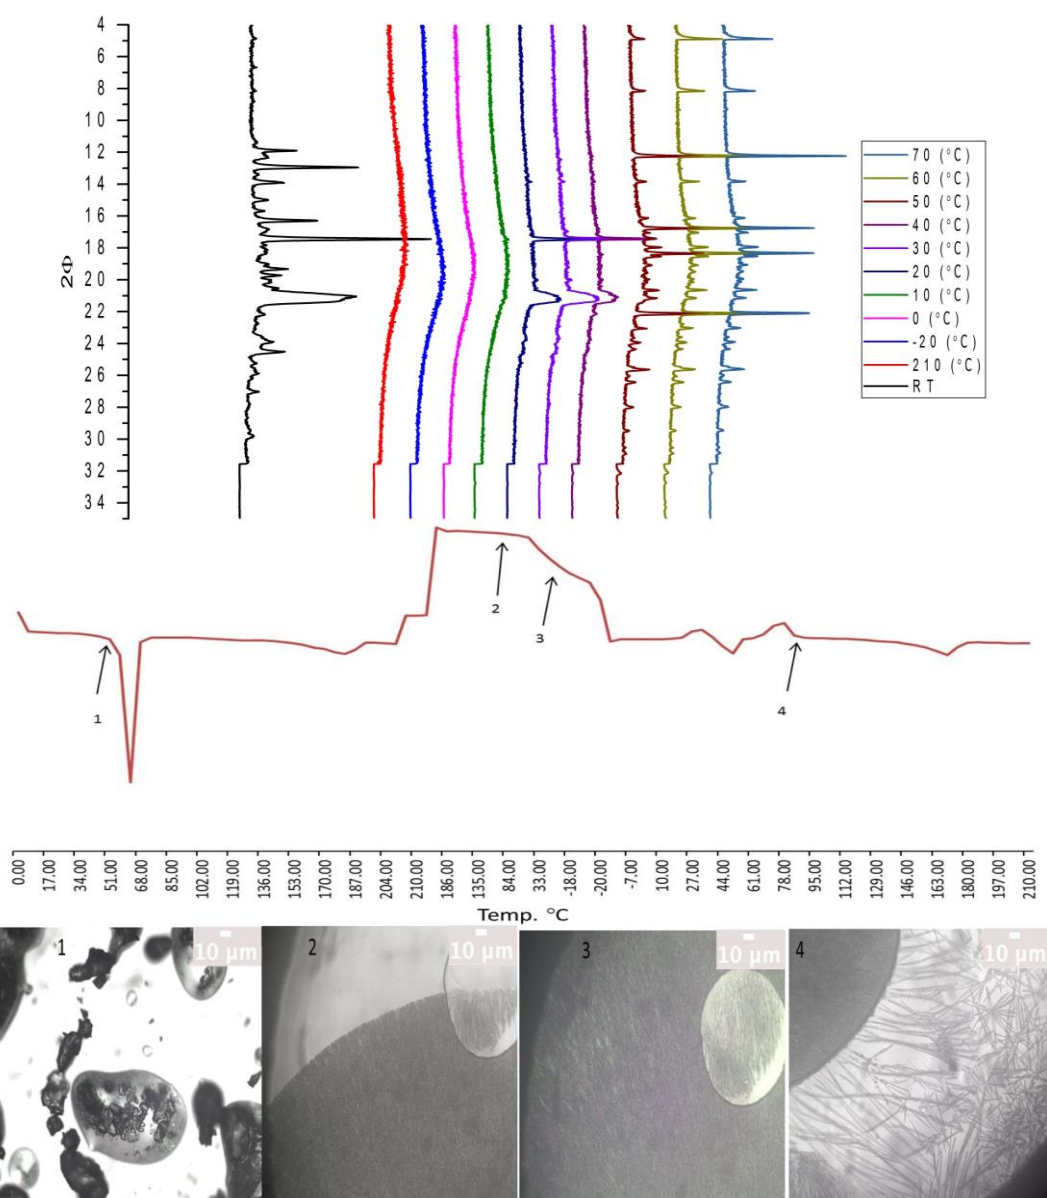 4
6
8
10
12
14
16
18
20
22
24
26
28
30
32
34
2Φ
70 (°C)
60 (°C)
50 (°C)
40 (°C)
30 (°C)
20 (°C)
10 (°C)
0 (°C)
-20 (°C)
210 (°C)
RT
1
2
3
4
0.00 17.00 34.00 51.00 68.00 85.00 102.00 119.00 136.00 153.00 170.00 187.00 204.00 210.00 186.00 135.00 84.00 33.00 -18.00 -20.00 -7.00 10.00 27.00 44.00 61.00 78.00 95.00 112.00 129.00 146.00 163.00 180.00 197.00 210.00
Temp. °C
1 10 μm
2 10 μm
3 10 μm
4 10 μm